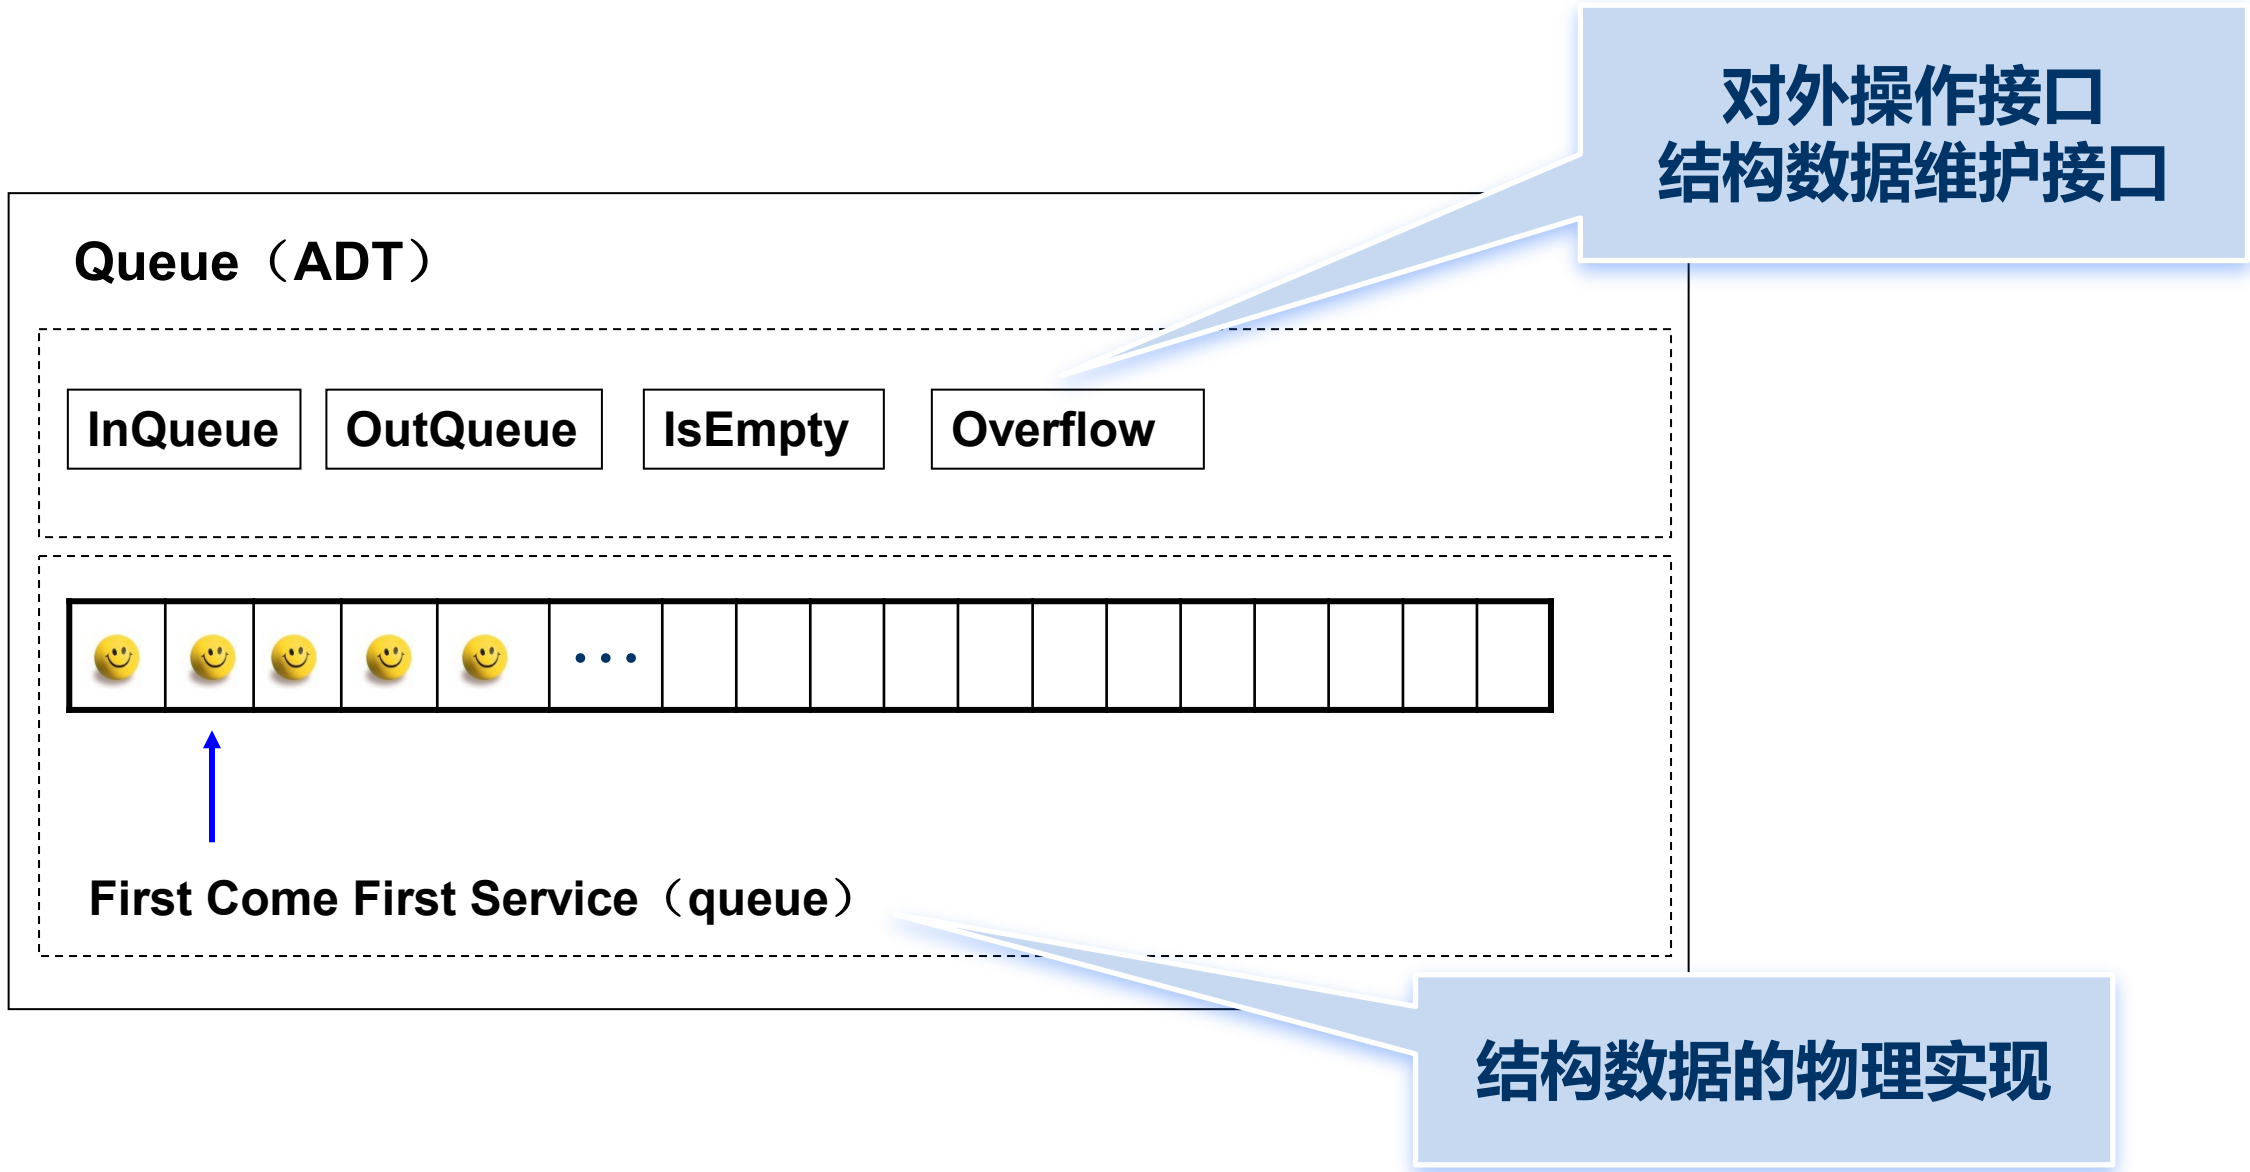 对外操作接口
结构数据维护接口
Queue（ADT）
InQueue
OutQueue
IsEmpty
Overflow
…
First Come First Service（queue）
结构数据的物理实现